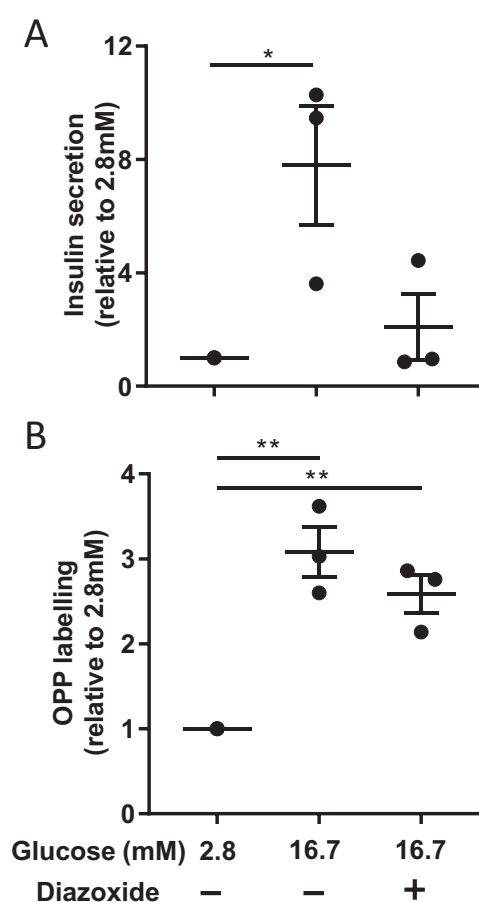 A
12
*
8
4
0
Insulin secretion
(relative to 2.8mM)
B
**
**
4
3
2
1
0
OPP labelling
(relative to 2.8mM)
Glucose (mM) 2.8 16.7 16.7
Diazoxide − − +